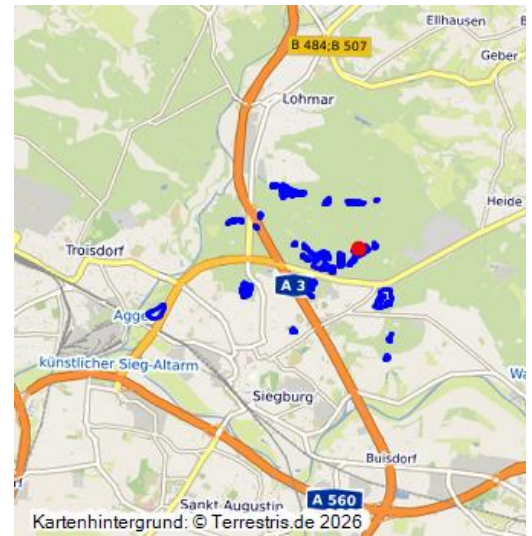 Ellhausen
B 484;B 507
Geber
Lohmar
Heide
Troisdorf
A 3
Agge
künstlicher Sieg-Altarm
Siegburg
Buisdorf
A 560
Sankt Augustin
Kartenhintergrund: © Terrestris.de 2026